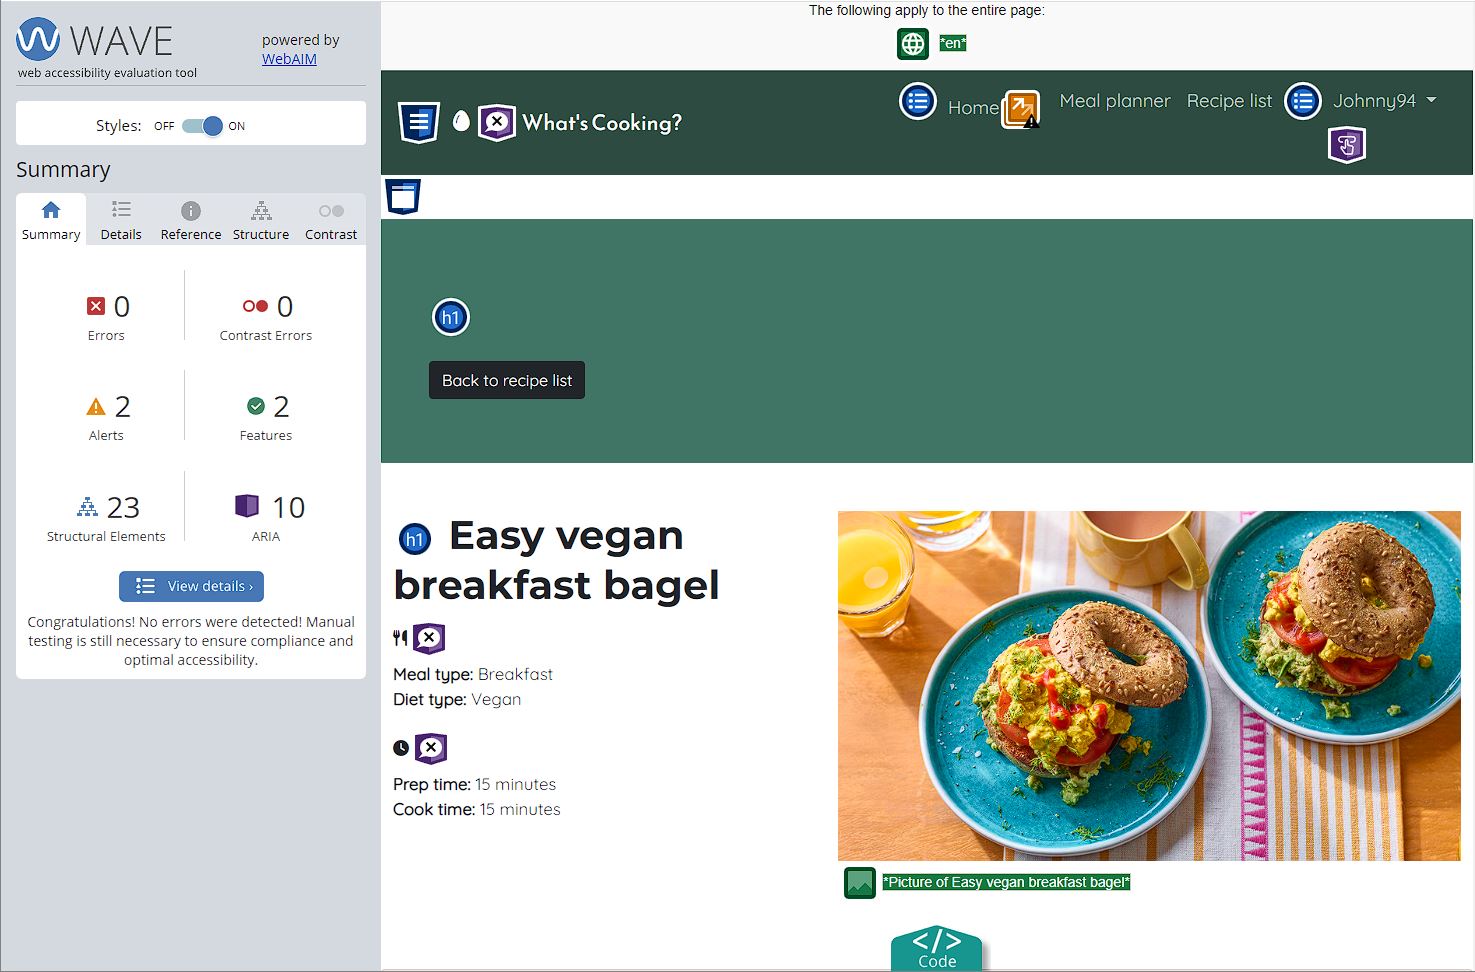 WAVE
web accessibility evaluation tool
powered by
WebAIM
Styles: OFF ON
Summary
Summary Details Reference Structure Contrast
0
Errors
0
Contrast Errors
2
Alerts
2
Features
23
Structural Elements
10
ARIA
View details ›
Congratulations! No errors were detected! Manual
testing is still necessary to ensure compliance and
optimal accessibility.
The following apply to the entire page:
*en*
What's Cooking?
Home Meal planner Recipe list Johnny94
h1
Back to recipe list
h1 Easy vegan
breakfast bagel
Meal type: Breakfast
Diet type: Vegan
Prep time: 15 minutes
Cook time: 15 minutes
*Picture of Easy vegan breakfast bagel*
</>
Code